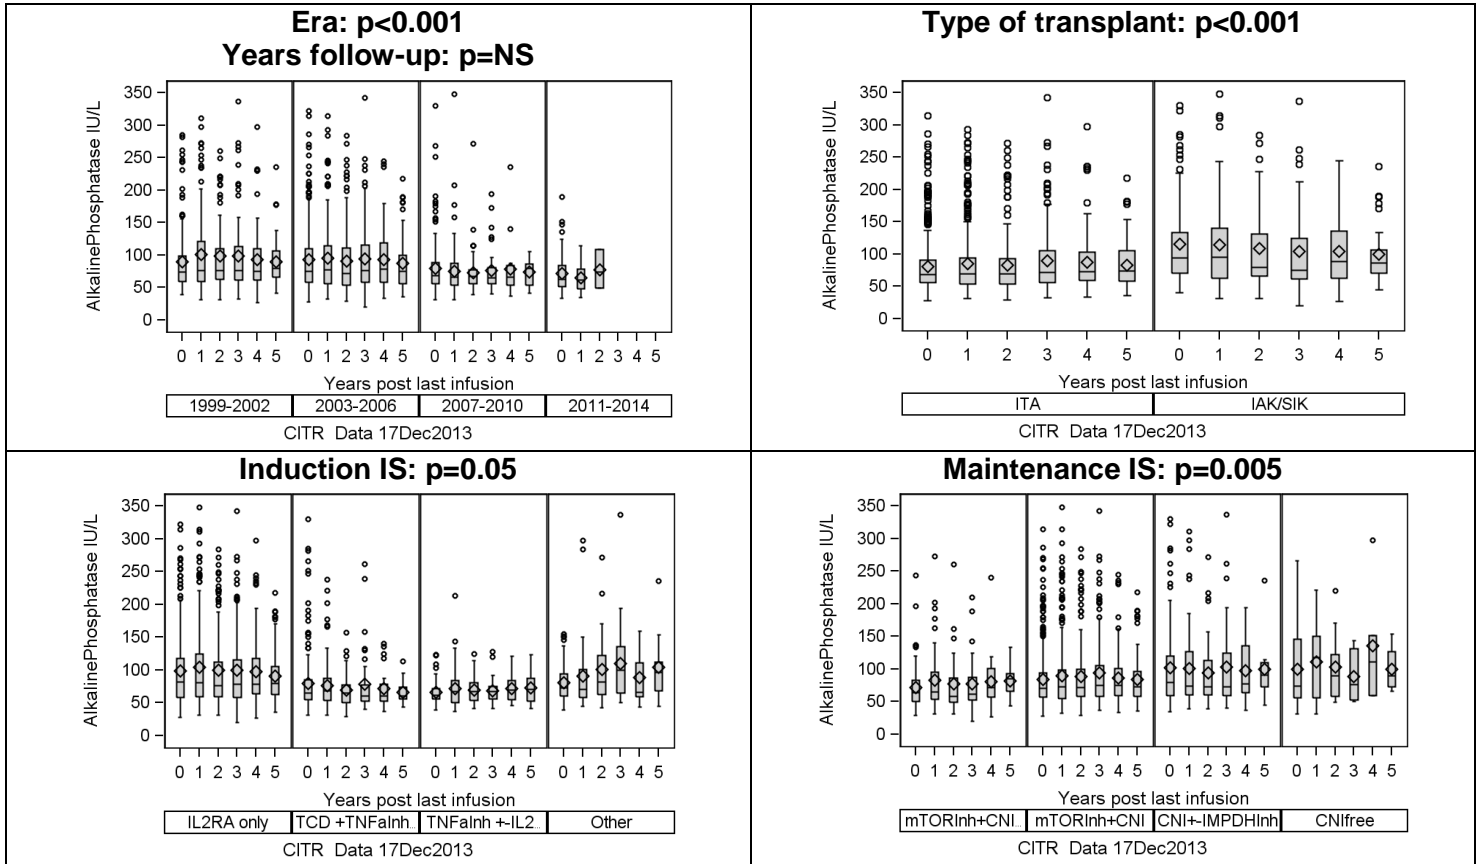 Era: p<0.001
Years follow-up: p=NS
AlkalinePhosphatase IU/L
350
300
250
200
150
100
50
0
0 1 2 3 4 5 0 1 2 3 4 5 0 1 2 3 4 5 0 1 2 3 4 5
Years post last infusion
1999-2002 2003-2006 2007-2010 2011-2014
CITR Data 17Dec2013
Type of transplant: p<0.001
AlkalinePhosphatase IU/L
350
300
250
200
150
100
50
0
0 1 2 3 4 5 0 1 2 3 4 5
Years post last infusion
ITA IAK/SIK
CITR Data 17Dec2013
Induction IS: p=0.05
AlkalinePhosphatase IU/L
350
300
250
200
150
100
50
0
0 1 2 3 4 5 0 1 2 3 4 5 0 1 2 3 4 5 0 1 2 3 4 5
Years post last infusion
IL2RA only TCD +TNFaInh... TNFaInh +-IL2... Other
CITR Data 17Dec2013
Maintenance IS: p=0.005
AlkalinePhosphatase IU/L
350
300
250
200
150
100
50
0
0 1 2 3 4 5 0 1 2 3 4 5 0 1 2 3 4 5 0 1 2 3 4 5
Years post last infusion
mTORInh+CNI... mTORInh+CNI CNI+-IMPDHInh CNIfree
CITR Data 17Dec2013